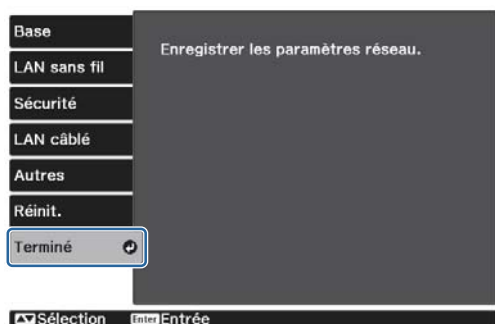 Base
LAN sans fil
Sécurité
LAN câblé
Autres
Réinit.
Terminé
Enregistrer les paramètres réseau.
Sélection Enter Entrée